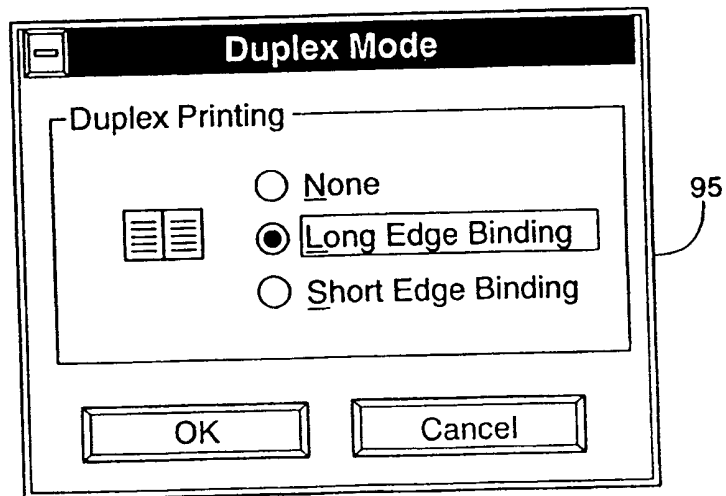 Duplex Mode
Duplex Printing
None
Long Edge Binding
Short Edge Binding
95
OK
Cancel